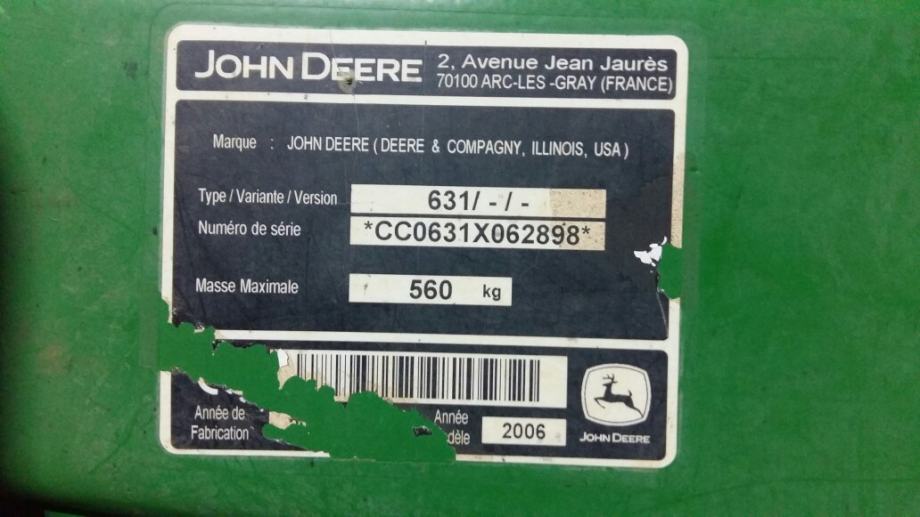 JOHN DEERE
2, Avenue Jean Jaurès
70100 ARC-LES -GRAY (FRANCE)
Marque : JOHN DEERE ( DEERE & COMPAGNY, ILLINOIS, USA )
Type / Variante / Version 631/ - / -
Numéro de série *CC0631X062898*
Masse Maximale 560 kg
Année de
Fabrication
Année
dèle 2006
JOHN DEERE